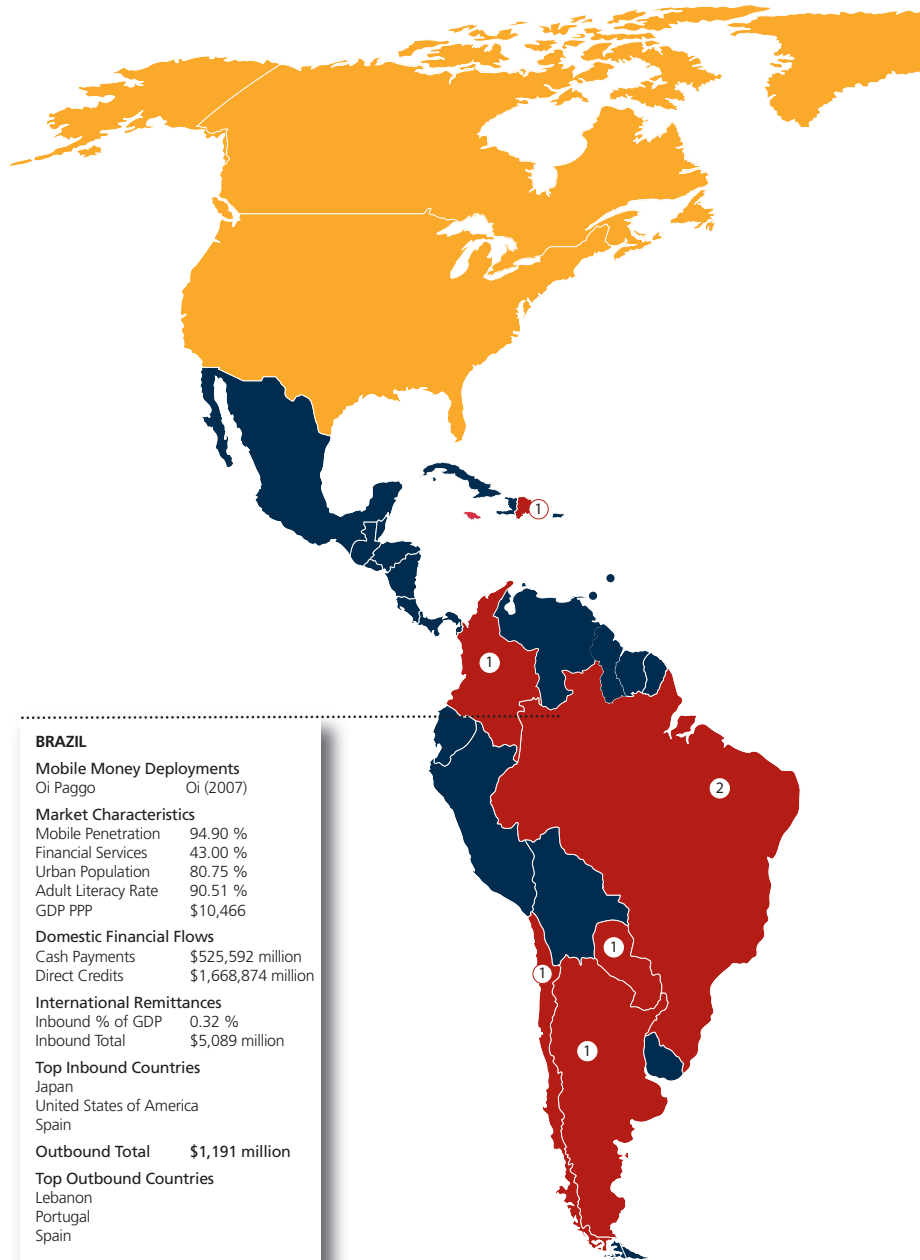 1
1
2
1
1
1
BRAZIL
Mobile Money Deployments
Oi Paggo Oi (2007)
Market Characteristics
Mobile Penetration 94.90 %
Financial Services 43.00 %
Urban Population 80.75 %
Adult Literacy Rate 90.51 %
GDP PPP $10,466
Domestic Financial Flows
Cash Payments $525,592 million
Direct Credits $1,668,874 million
International Remittances
Inbound % of GDP 0.32 %
Inbound Total $5,089 million
Top Inbound Countries
Japan
United States of America
Spain
Outbound Total $1,191 million
Top Outbound Countries
Lebanon
Portugal
Spain